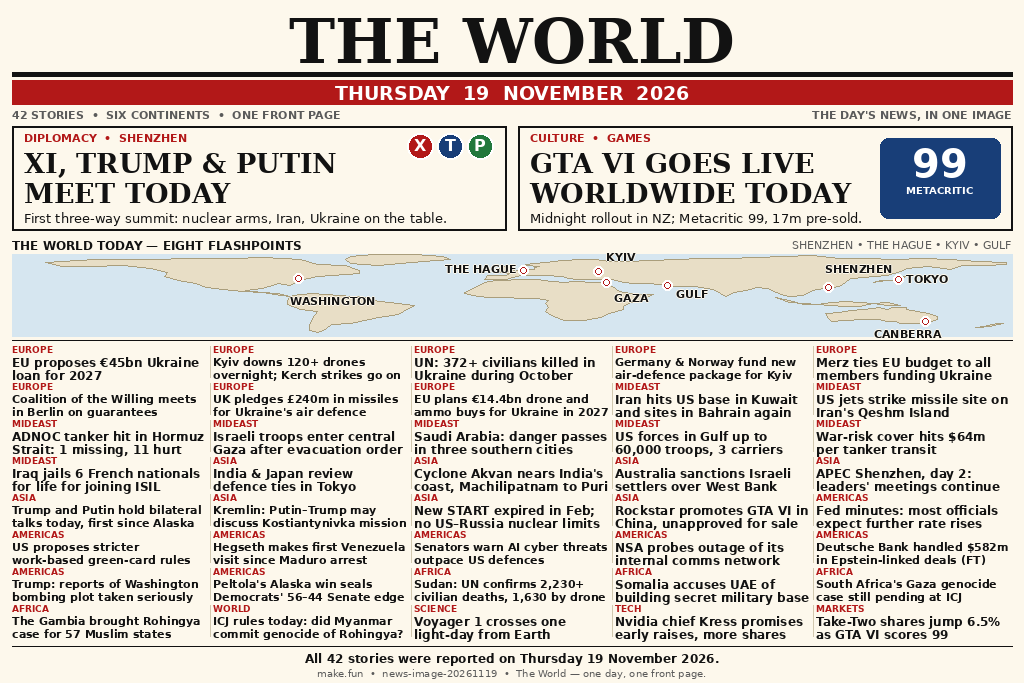 THE WORLD
THURSDAY 19 NOVEMBER 2026
42 STORIES • SIX CONTINENTS • ONE FRONT PAGE
THE DAY'S NEWS, IN ONE IMAGE
DIPLOMACY • SHENZHEN
X T P
XI, TRUMP & PUTIN
MEET TODAY
First three-way summit: nuclear arms, Iran, Ukraine on the table.
CULTURE • GAMES
GTA VI GOES LIVE
WORLDWIDE TODAY
Midnight rollout in NZ; Metacritic 99, 17m pre-sold.
99
METACRITIC
THE WORLD TODAY — EIGHT FLASHPOINTS
SHENZHEN • THE HAGUE • KYIV • GULF
KYIV
THE HAGUE
SHENZHEN
TOKYO
GULF
GAZA
WASHINGTON
CANBERRA
EUROPE
EU proposes €45bn Ukraine
loan for 2027
EUROPE
Kyiv downs 120+ drones
overnight; Kerch strikes go on
EUROPE
UN: 372+ civilians killed in
Ukraine during October
EUROPE
Germany & Norway fund new
air-defence package for Kyiv
EUROPE
Merz ties EU budget to all
members funding Ukraine
EUROPE
Coalition of the Willing meets
in Berlin on guarantees
EUROPE
UK pledges £240m in missiles
for Ukraine's air defence
EUROPE
EU plans €14.4bn drone and
ammo buys for Ukraine in 2027
MIDEAST
Iran hits US base in Kuwait
and sites in Bahrain again
MIDEAST
US jets strike missile site on
Iran's Qeshm Island
MIDEAST
ADNOC tanker hit in Hormuz
Strait: 1 missing, 11 hurt
MIDEAST
Israeli troops enter central
Gaza after evacuation order
MIDEAST
Saudi Arabia: danger passes
in three southern cities
MIDEAST
US forces in Gulf up to
60,000 troops, 3 carriers
MIDEAST
War-risk cover hits $64m
per tanker transit
MIDEAST
Iraq jails 6 French nationals
for life for joining ISIL
ASIA
India & Japan review
defence ties in Tokyo
ASIA
Cyclone Akvan nears India's
coast, Machilipatnam to Puri
ASIA
Australia sanctions Israeli
settlers over West Bank
ASIA
APEC Shenzhen, day 2:
leaders' meetings continue
ASIA
Trump and Putin hold bilateral
talks today, first since Alaska
ASIA
Kremlin: Putin–Trump may
discuss Kostiantynivka mission
ASIA
New START expired in Feb;
no US–Russia nuclear limits
ASIA
Rockstar promotes GTA VI in
China, unapproved for sale
AMERICAS
Fed minutes: most officials
expect further rate rises
AMERICAS
US proposes stricter
work-based green-card rules
AMERICAS
Hegseth makes first Venezuela
visit since Maduro arrest
AMERICAS
Senators warn AI cyber threats
outpace US defences
AMERICAS
NSA probes outage of its
internal comms network
AMERICAS
Deutsche Bank handled $582m
in Epstein-linked deals (FT)
AMERICAS
Trump: reports of Washington
bombing plot taken seriously
AMERICAS
Peltola's Alaska win seals
Democrats' 56–44 Senate edge
AFRICA
Sudan: UN confirms 2,230+
civilian deaths, 1,630 by drone
AFRICA
Somalia accuses UAE of
building secret military base
AFRICA
South Africa's Gaza genocide
case still pending at ICJ
AFRICA
The Gambia brought Rohingya
case for 57 Muslim states
WORLD
ICJ rules today: did Myanmar
commit genocide of Rohingya?
SCIENCE
Voyager 1 crosses one
light-day from Earth
TECH
Nvidia chief Kress promises
early raises, more shares
MARKETS
Take-Two shares jump 6.5%
as GTA VI scores 99
All 42 stories were reported on Thursday 19 November 2026.
make.fun • news-image-20261119 • The World — one day, one front page.